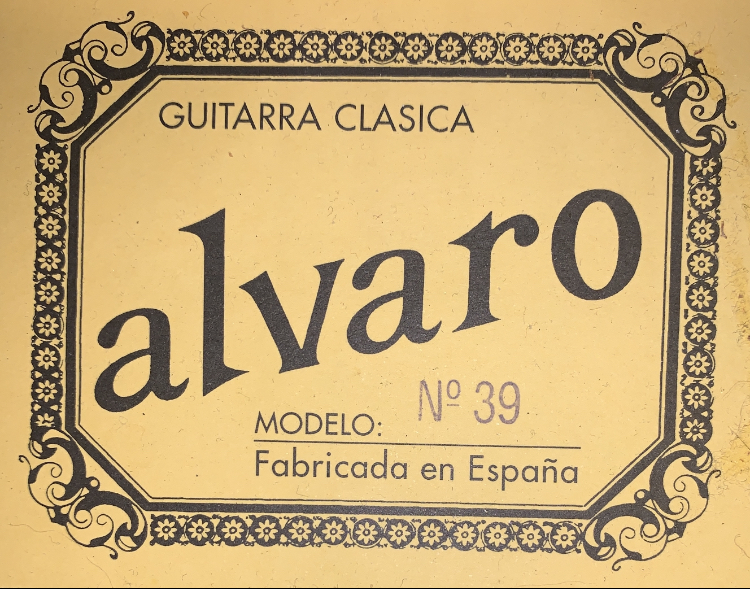 GUITARRA CLASICA
alvaro
MODELO: Nº 39
Fabricada en España